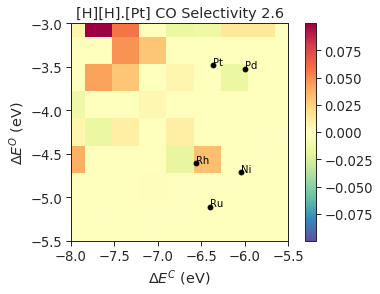 [H][H].[Pt] CO Selectivity 2.6
−3.0
−3.5
−4.0
−4.5
−5.0
−5.5
ΔE^O (eV)
Pt
Pd
Rh
Ni
Ru
−8.0 −7.5 −7.0 −6.5 −6.0 −5.5
ΔE^C (eV)
0.075
0.050
0.025
0.000
−0.025
−0.050
−0.075